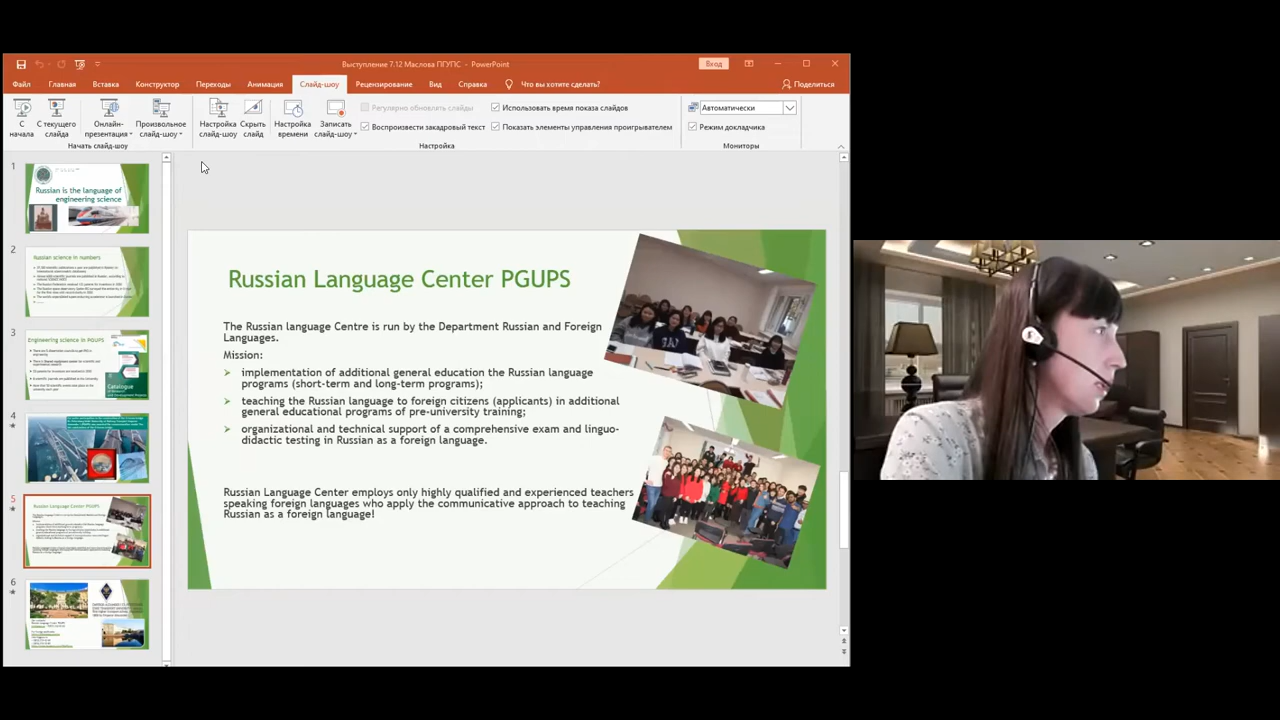 Выступление 7.12 Маслова ПГУПС - PowerPoint
Вход
Файл
Главная
Вставка
Конструктор
Переходы
Анимация
Слайд-шоу
Рецензирование
Вид
Справка
Что вы хотите сделать?
Поделиться
С начала
С текущего слайда
Онлайн-презентация
Произвольное слайд-шоу
Начать слайд-шоу
Настройка слайд-шоу
Скрыть слайд
Настройка времени
Записать слайд-шоу
Регулярно обновлять слайды
Воспроизвести закадровый текст
Использовать время показа слайдов
Показать элементы управления проигрывателем
Настройка
Автоматически
Режим докладчика
Мониторы
1
Russian is the language of
engineering science
2
Russian science in numbers
3
Engineering science in PGUPS
Catalogue
4
5
Russian Language Center PGUPS
6
Russian Language Center PGUPS
The Russian language Centre is run by the Department Russian and Foreign
Languages.
Mission:
implementation of additional general education the Russian language
programs (short-term and long-term programs);
teaching the Russian language to foreign citizens (applicants) in additional
general educational programs of pre-university training;
organizational and technical support of a comprehensive exam and linguo-
didactic testing in Russian as a foreign language.
Russian Language Center employs only highly qualified and experienced teachers
speaking foreign languages who apply the communicative approach to teaching
Russian as a foreign language!